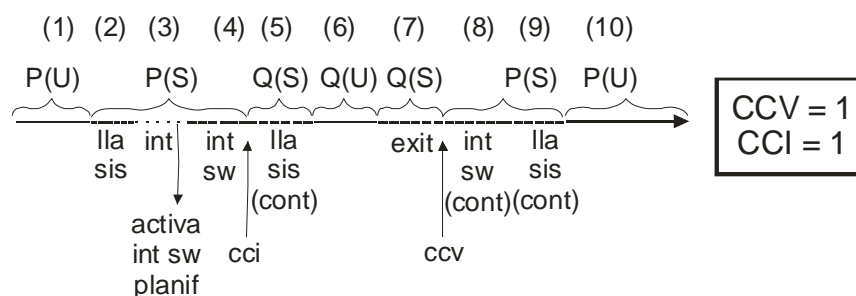 (1) (2) (3) (4) (5) (6) (7) (8) (9) (10)
P(U) P(S) Q(S) Q(U) Q(S) P(S) P(U)
CCV = 1
CCI = 1
lla int int lla exit int lla
sis sw sis sw sis
(cont) (cont) (cont)
activa
int sw cci ccv
planif